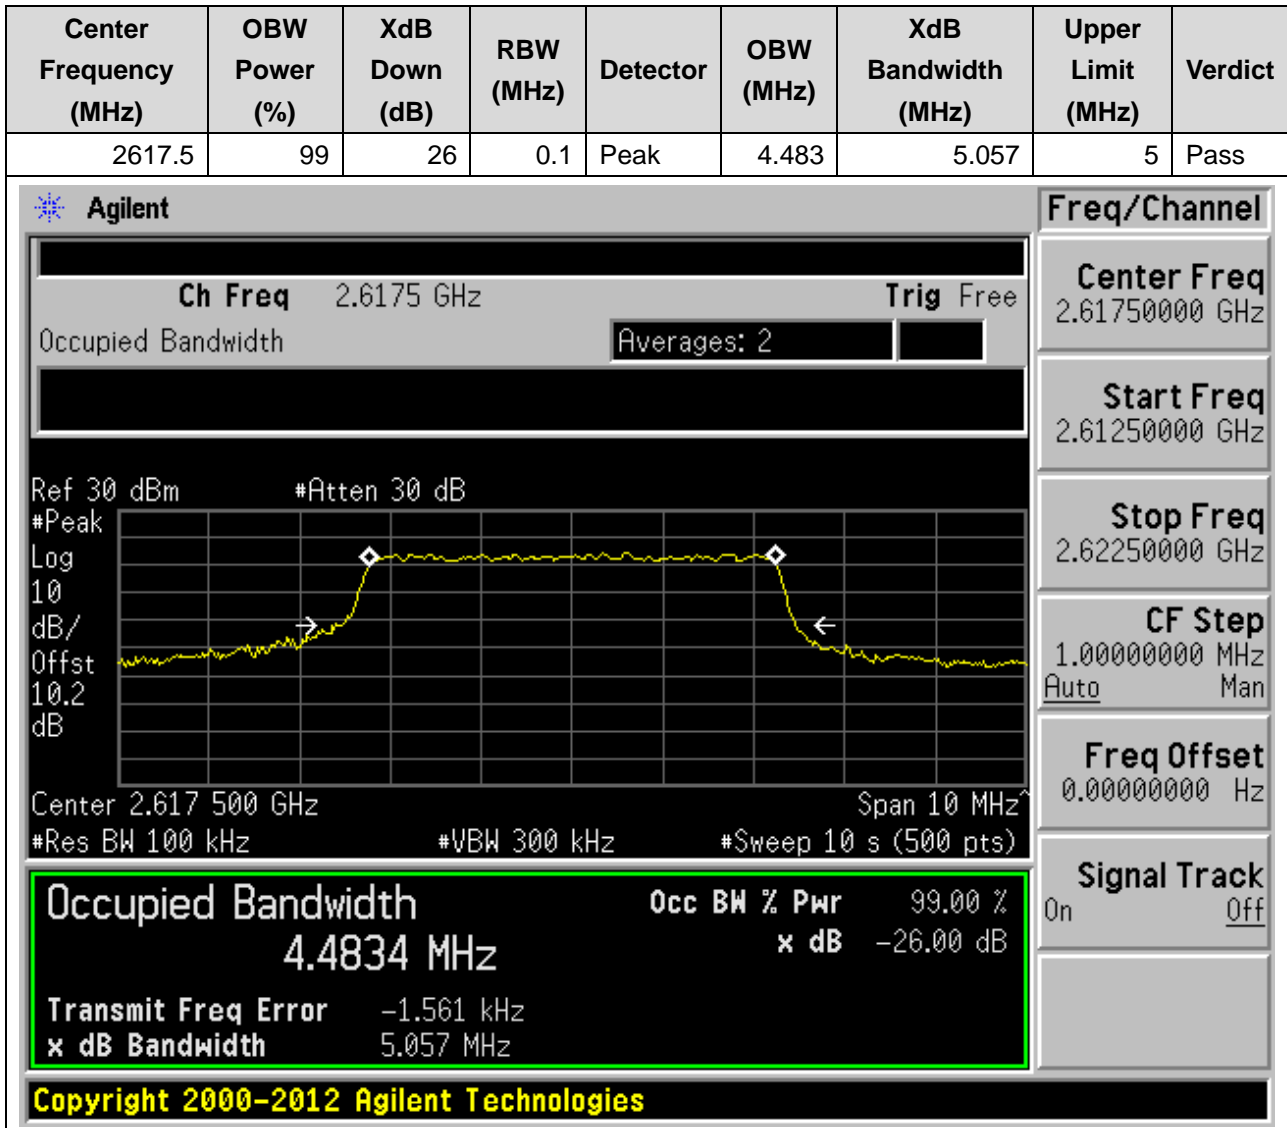 Center Frequency (MHz) OBW Power (%) XdB Down (dB) RBW (MHz) Detector OBW (MHz) XdB Bandwidth (MHz) Upper Limit (MHz) Verdict
2617.5 99 26 0.1 Peak 4.483 5.057 5 Pass
Agilent
Freq/Channel
Ch Freq 2.6175 GHz Trig Free
Occupied Bandwidth Averages: 2
Center Freq
2.61750000 GHz
Start Freq
2.61250000 GHz
Stop Freq
2.62250000 GHz
CF Step
1.00000000 MHz
Auto Man
Freq Offset
0.00000000 Hz
Signal Track
On Off
Ref 30 dBm #Atten 30 dB
#Peak
Log
10
dB/
Offst
10.2
dB
Center 2.617 500 GHz Span 10 MHz^
#Res BW 100 kHz #VBW 300 kHz #Sweep 10 s (500 pts)
Occupied Bandwidth Occ BW % Pwr 99.00 %
4.4834 MHz x dB -26.00 dB
Transmit Freq Error -1.561 kHz
x dB Bandwidth 5.057 MHz
Copyright 2000-2012 Agilent Technologies